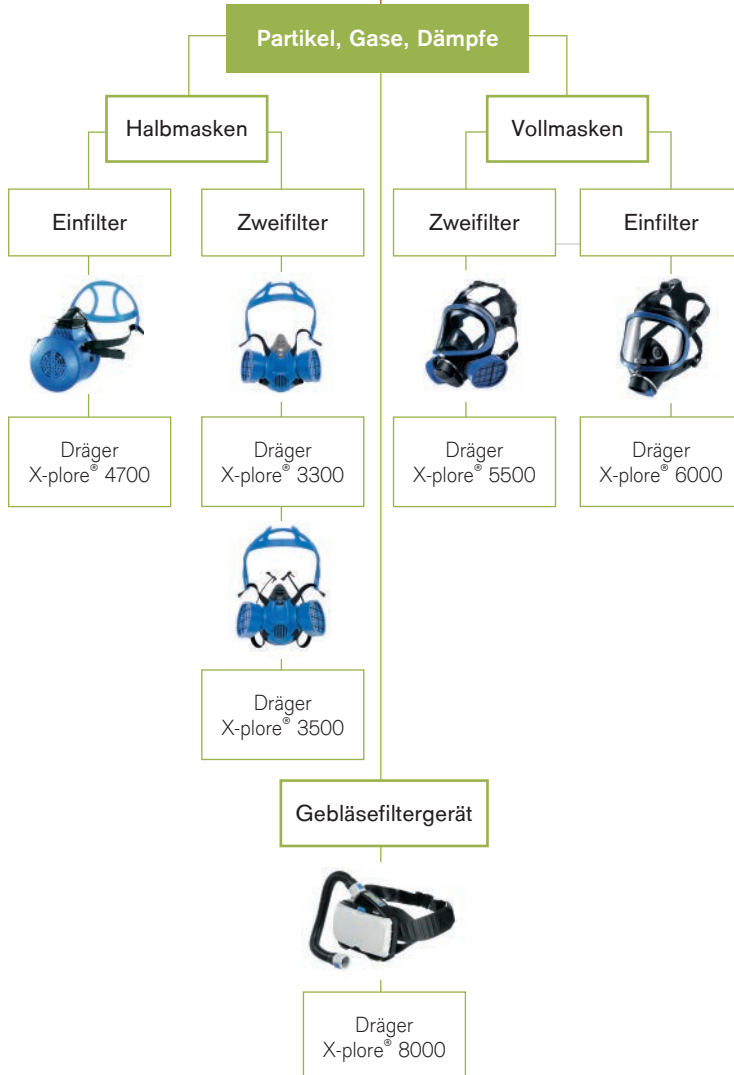 Partikel, Gase, Dämpfe
Halbmasken
Vollmasken
Einfilter
Zweifilter
Zweifilter
Einfilter
Dräger
X-plore® 4700
Dräger
X-plore® 3300
Dräger
X-plore® 5500
Dräger
X-plore® 6000
Dräger
X-plore® 3500
Gebläsefiltergerät
Dräger
X-plore® 8000